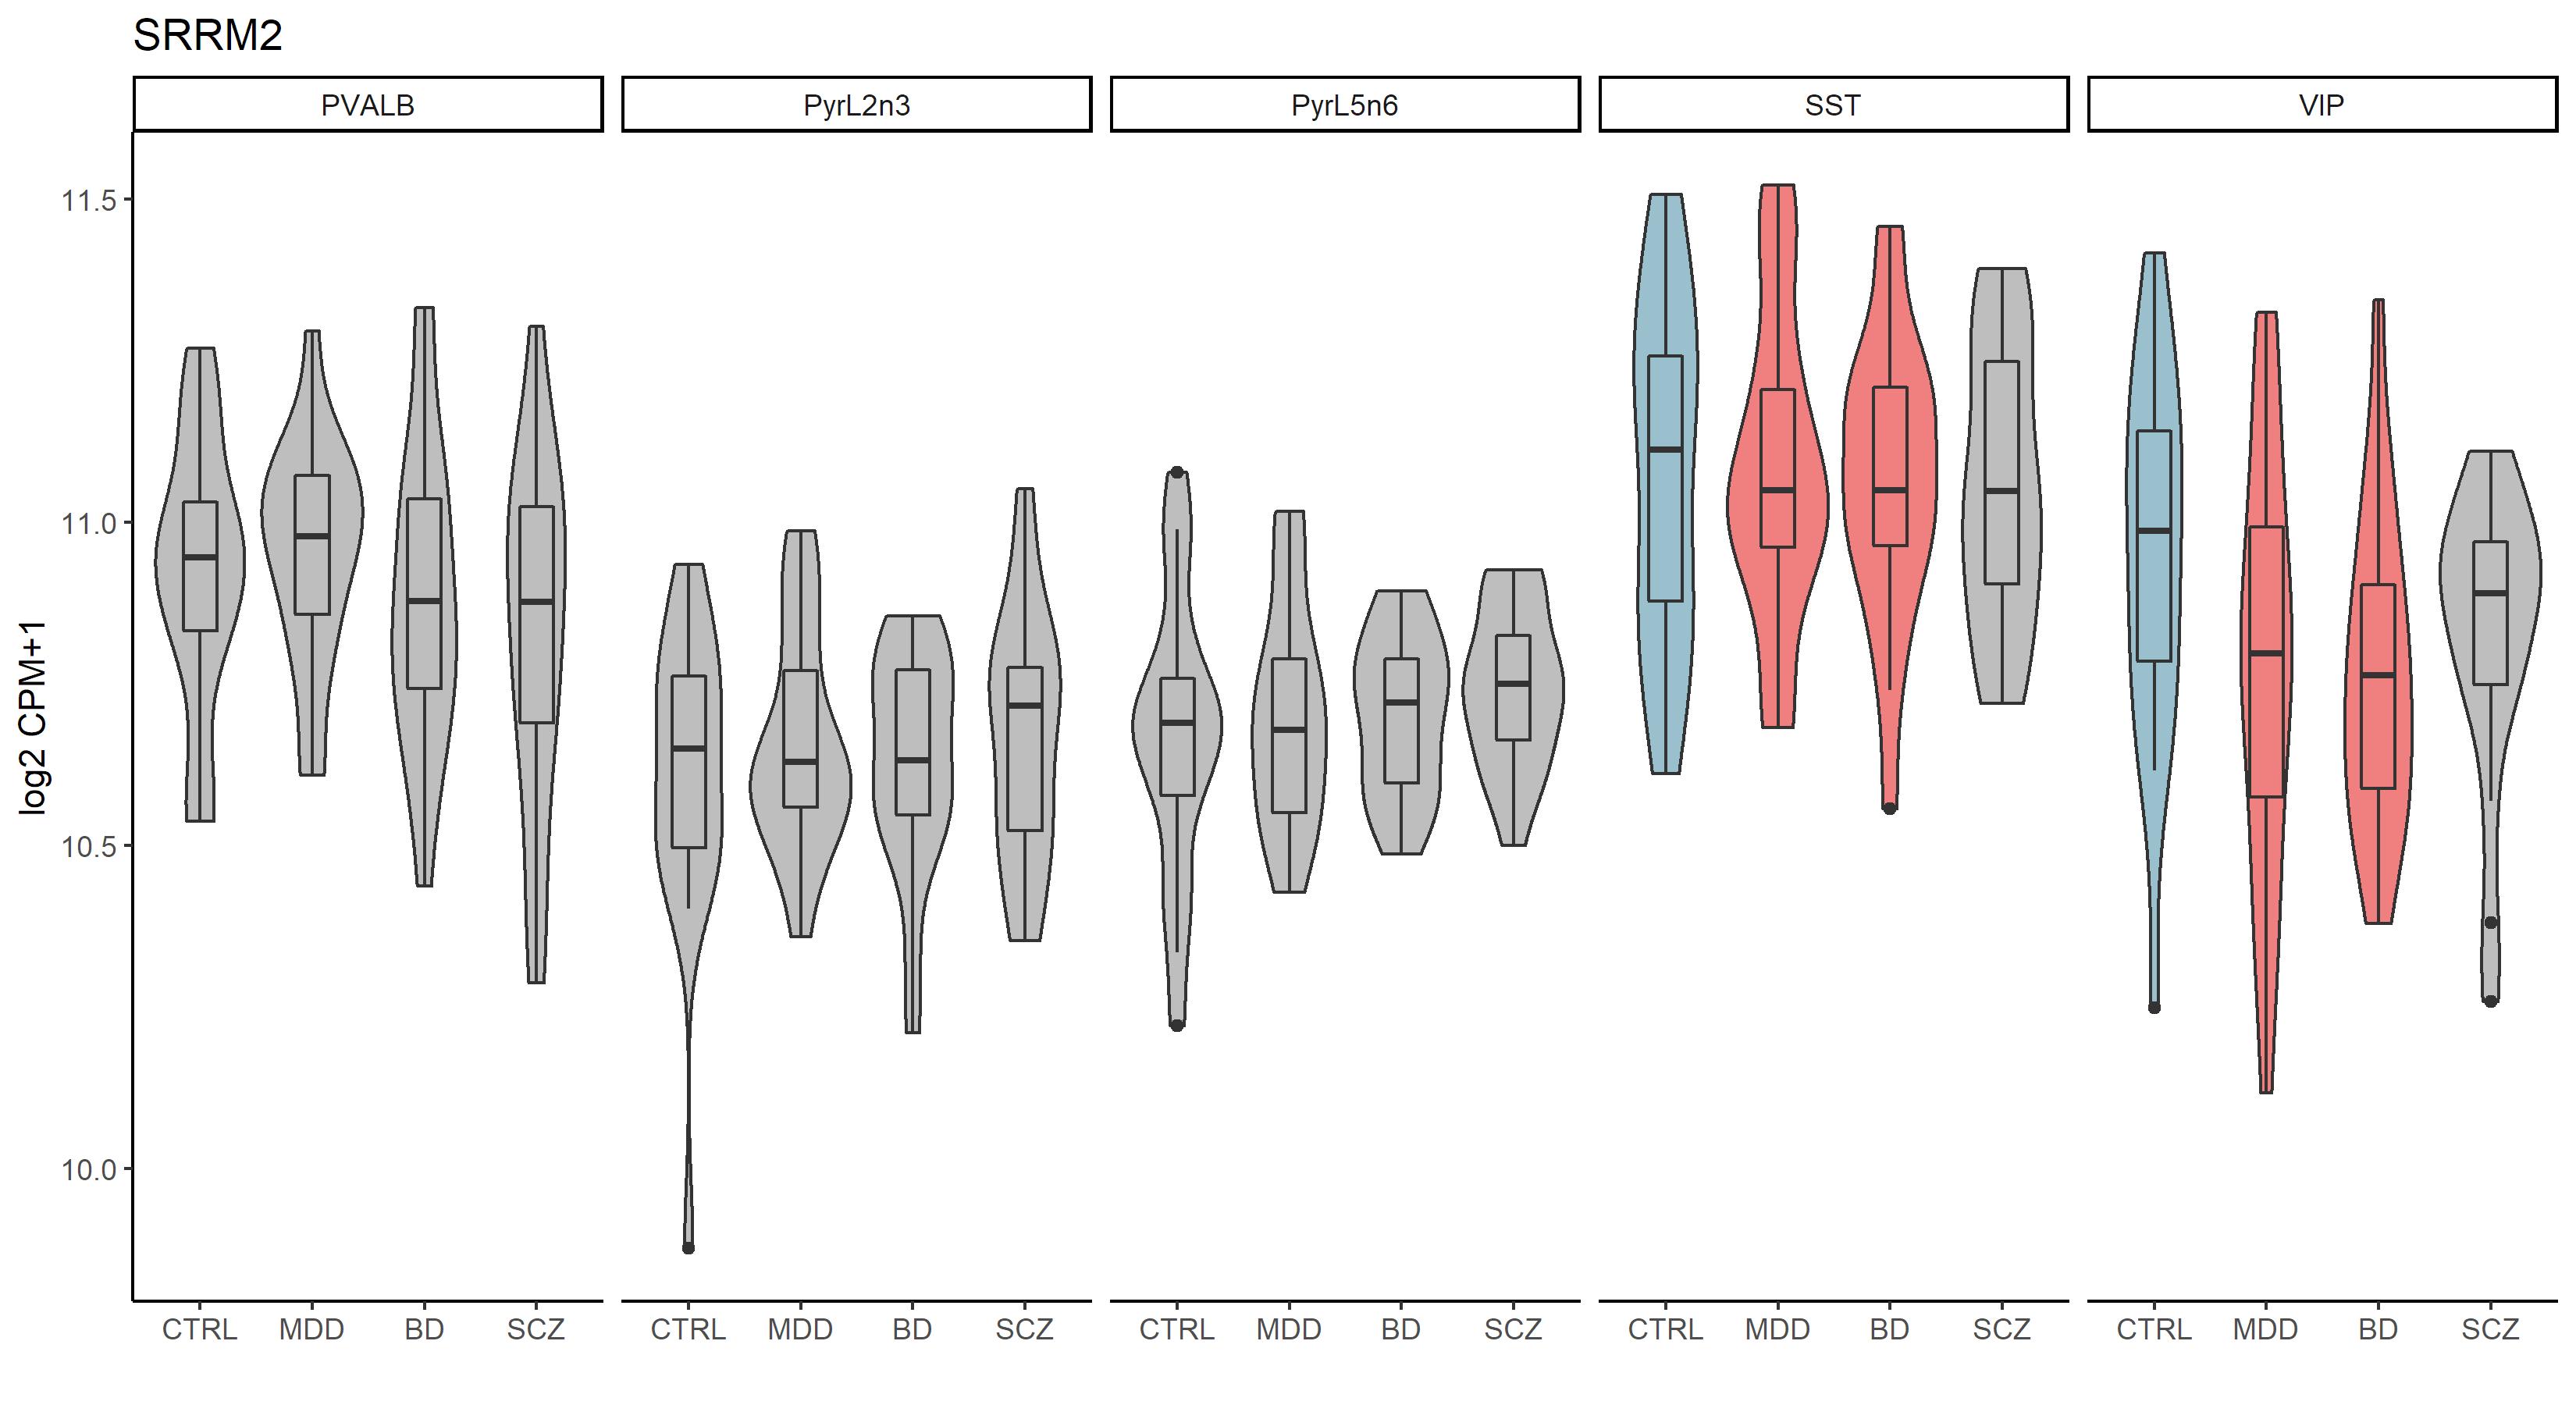 SRRM2
PVALB PyrL2n3 PyrL5n6 SST VIP
11.5
11.0
10.5
10.0
log2 CPM+1
CTRL MDD BD SCZ CTRL MDD BD SCZ CTRL MDD BD SCZ CTRL MDD BD SCZ CTRL MDD BD SCZ